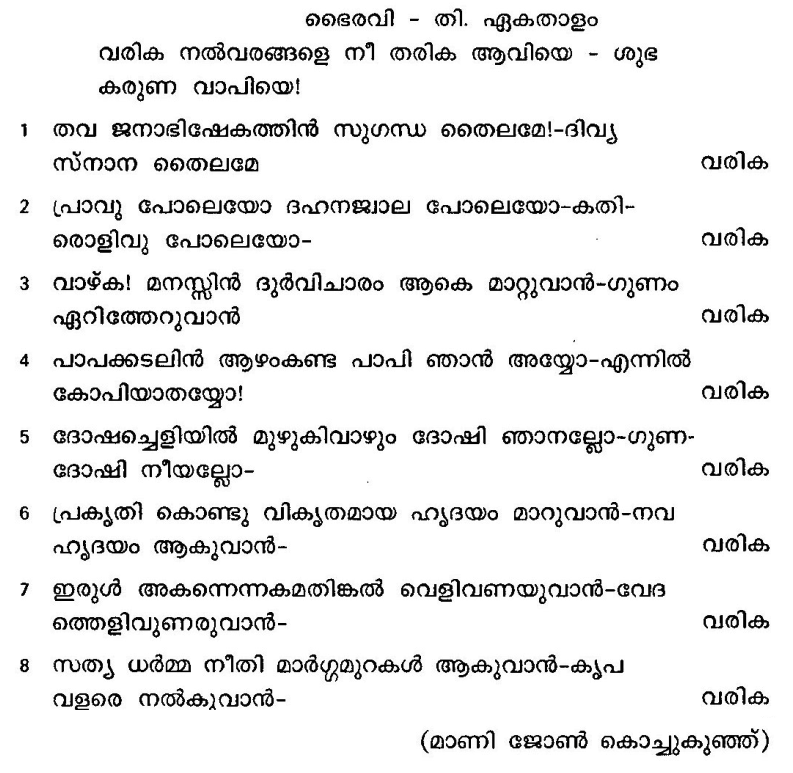 ഭൈരവി - തി. ഏകതാളം
വരിക നൽവരങ്ങളെ നീ തരിക ആവിയെ - ശുഭ
കരുണ വാപിയെ!
1 തവ ജനാഭിഷേകത്തിൻ സുഗന്ധ തൈലമേ!-ദിവ്യ
സ്നാന തൈലമേ വരിക
2 പ്രാവു പോലെയോ ദഹനജ്വാല പോലെയോ-കതി-
രൊളിവു പോലെയോ- വരിക
3 വാഴ്ക! മനസ്സിൻ ദുർവിചാരം ആകെ മാറ്റുവാൻ-ഗുണം
ഏറിത്തേറുവാൻ വരിക
4 പാപക്കടലിൻ ആഴംകണ്ട പാപി ഞാൻ അയ്യോ-എന്നിൽ
കോപിയാതയ്യോ! വരിക
5 ദോഷച്ചെളിയിൽ മുഴുകിവാഴും ദോഷി ഞാനല്ലോ-ഗുണ-
ദോഷി നീയല്ലോ- വരിക
6 പ്രകൃതി കൊണ്ടു വികൃതമായ ഹൃദയം മാറുവാൻ-നവ
ഹൃദയം ആകുവാൻ- വരിക
7 ഇരുൾ അകന്നെന്നകമതിങ്കൽ വെളിവണയുവാൻ-വേദ
ത്തെളിവുണരുവാൻ- വരിക
8 സത്യ ധർമ്മ നീതി മാർഗ്ഗമുറകൾ ആകുവാൻ-കൃപ
വളരെ നൽകുവാൻ- വരിക
(മാണി ജോൺ കൊച്ചുകുഞ്ഞ്)